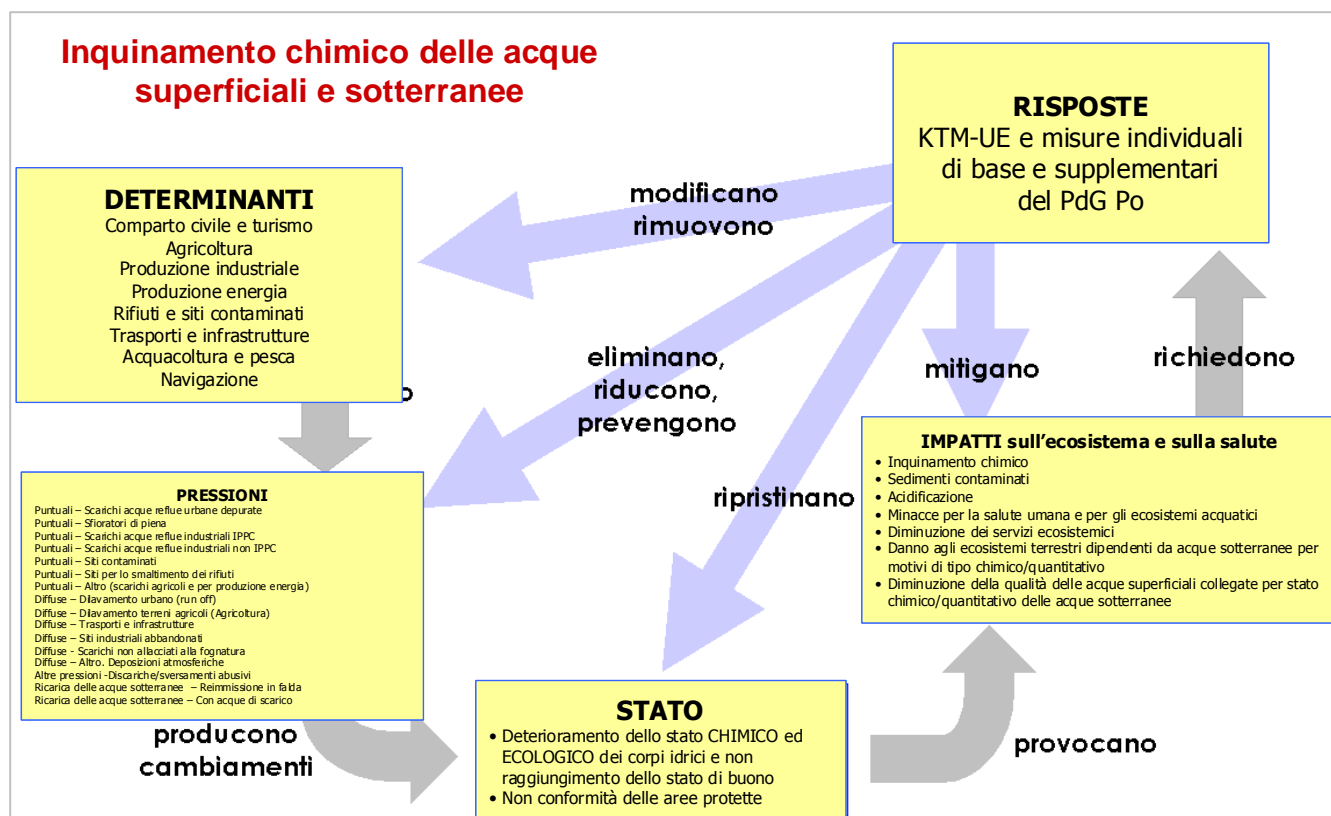 Inquinamento chimico delle acque
superficiali e sotterranee
RISPOSTE
KTM-UE e misure individuali
di base e supplementari
del PdG Po
DETERMINANTI
Comparto civile e turismo
Agricoltura
Produzione industriale
Produzione energia
Rifiuti e siti contaminati
Trasporti e infrastrutture
Acquacoltura e pesca
Navigazione
modificano
rimuovono
eliminano,
riducono,
prevengono
mitigano
richiedono
ripristinano
PRESSIONI
Puntuali – Scarichi acque reflue urbane depurate
Puntuali – Sfioratori di piena
Puntuali – Scarichi acque reflue industriali IPPC
Puntuali – Scarichi acque reflue industriali non IPPC
Puntuali – Siti contaminati
Puntuali – Siti per lo smaltimento dei rifiuti
Puntuali – Altro (scarichi agricoli e per produzione energia)
Diffuse – Dilavamento urbano (run off)
Diffuse – Dilavamento terreni agricoli (Agricoltura)
Diffuse – Trasporti e infrastrutture
Diffuse – Siti industriali abbandonati
Diffuse - Scarichi non allacciati alla fognatura
Diffuse – Altro. Deposizioni atmosferiche
Altre pressioni -Discariche/sversamenti abusivi
Ricarica delle acque sotterranee – Reimmissione in falda
Ricarica delle acque sotterranee – Con acque di scarico
IMPATTI sull'ecosistema e sulla salute
• Inquinamento chimico
• Sedimenti contaminati
• Acidificazione
• Minacce per la salute umana e per gli ecosistemi acquatici
• Diminuzione dei servizi ecosistemici
• Danno agli ecosistemi terrestri dipendenti da acque sotterranee per
motivi di tipo chimico/quantitativo
• Diminuzione della qualità delle acque superficiali collegate per stato
chimico/quantitativo delle acque sotterranee
producono
cambiamenti
STATO
• Deterioramento dello stato CHIMICO ed
ECOLOGICO dei corpi idrici e non
raggiungimento dello stato di buono
• Non conformità delle aree protette
provocano